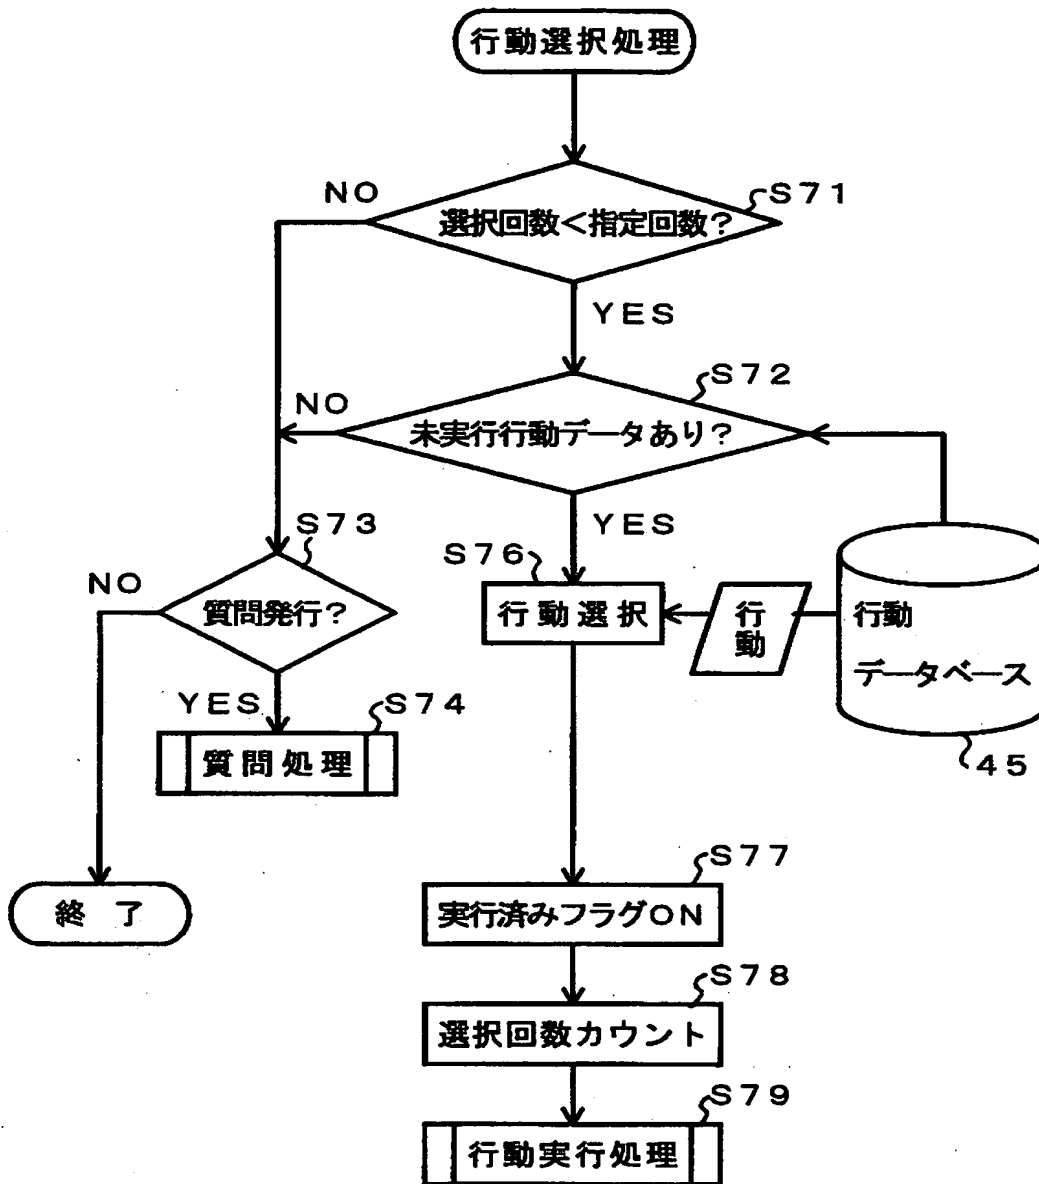 行動選択処理
NO
S71
選択回数<指定回数?
YES
S72
NO
未実行行動データあり?
YES
S73
S76
NO
質問発行?
行動選択
行動
行動
データベース
YES
S74
質問処理
45
S77
終了
実行済みフラグON
S78
選択回数カウント
S79
行動実行処理